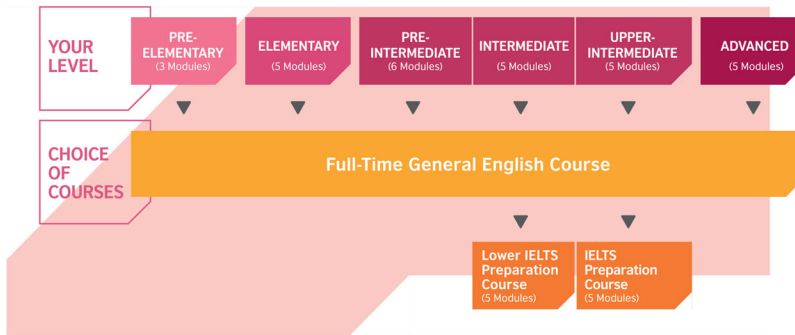 YOUR
LEVEL
PRE-
ELEMENTARY
(3 Modules)
ELEMENTARY
(5 Modules)
PRE-
INTERMEDIATE
(6 Modules)
INTERMEDIATE
(5 Modules)
UPPER-
INTERMEDIATE
(5 Modules)
ADVANCED
(5 Modules)
CHOICE
OF
COURSES
Full-Time General English Course
Lower IELTS
Preparation
Course
(5 Modules)
IELTS
Preparation
Course
(5 Modules)